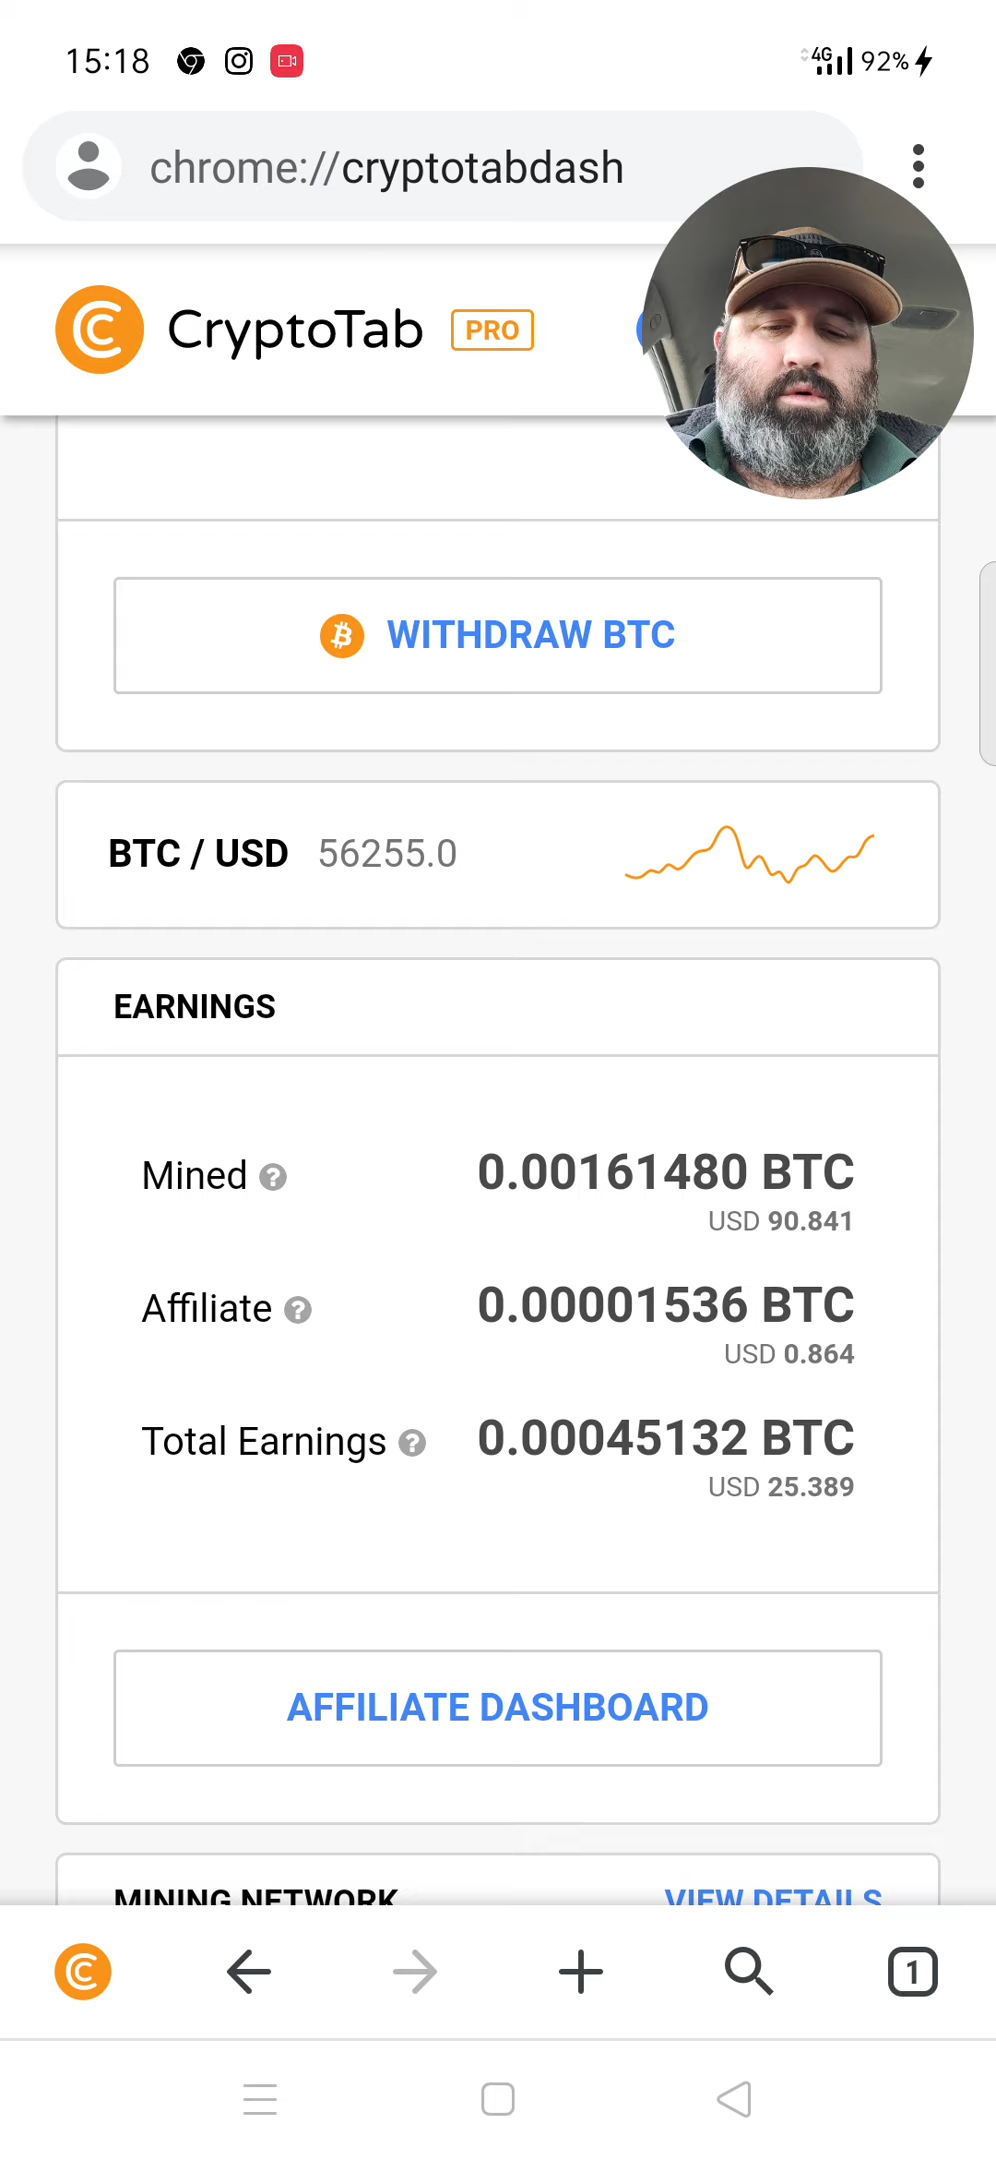 15:18 4G 92%
chrome://cryptotabdash
CryptoTab PRO
WITHDRAW BTC
BTC / USD 56255.0
EARNINGS
Mined ? 0.00161480 BTC
USD 90.841
Affiliate ? 0.00001536 BTC
USD 0.864
Total Earnings ? 0.00045132 BTC
USD 25.389
AFFILIATE DASHBOARD
MINING NETWORK VIEW DETAILS
1